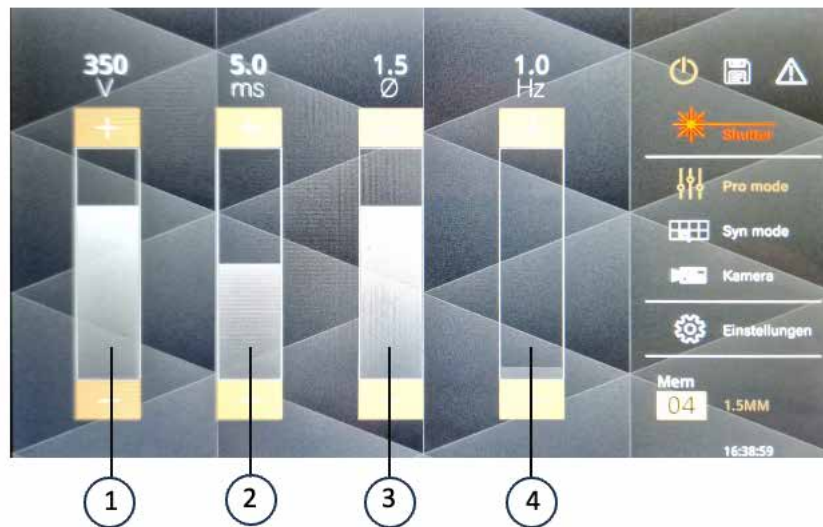 350
V
5.0
ms
1.5
Ø
1.0
Hz
+
+
-
-
Shutter
Pro mode
Syn mode
Kamera
Einstellungen
Mem
04
1.5MM
16:38:59
1
2
3
4